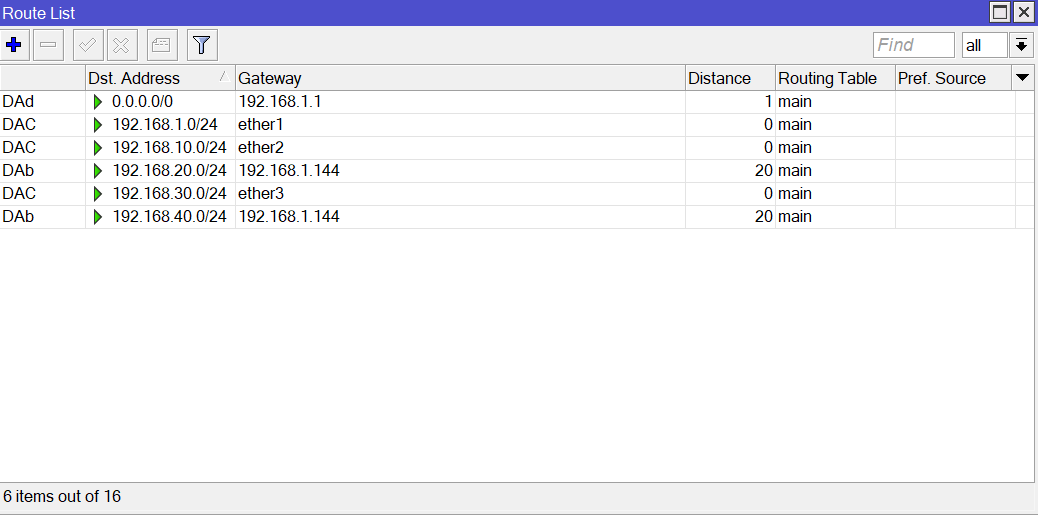 Route List
Find all
Dst. Address Gateway Distance Routing Table Pref. Source
DAd 0.0.0.0/0 192.168.1.1 1 main
DAC 192.168.1.0/24 ether1 0 main
DAC 192.168.10.0/24 ether2 0 main
DAb 192.168.20.0/24 192.168.1.144 20 main
DAC 192.168.30.0/24 ether3 0 main
DAb 192.168.40.0/24 192.168.1.144 20 main
6 items out of 16